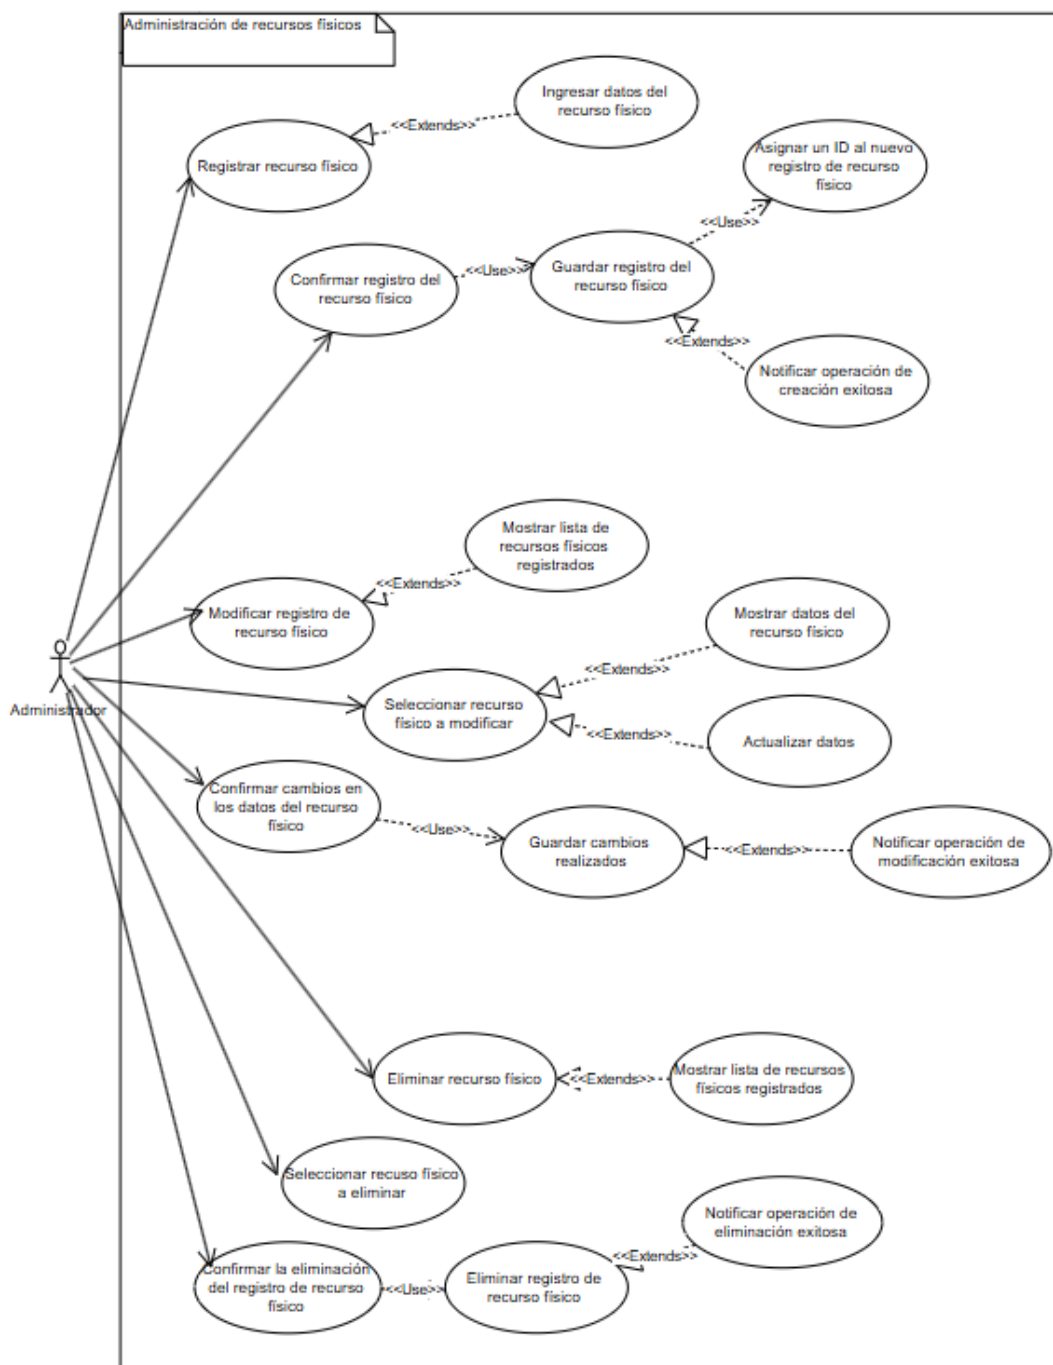 Administración de recursos físicos
Ingresar datos del
recurso físico
<<Extends>>
Registrar recurso físico
Asignar un ID al nuevo
registro de recurso
físico
<<Use>>
Confirmar registro del
recurso físico
<<Use>>
Guardar registro del
recurso físico
<<Extends>>
Notificar operación de
creación exitosa
Mostrar lista de
recursos físicos
registrados
<<Extends>>
Modificar registro de
recurso físico
Mostrar datos del
recurso físico
<<Extends>>
Administrador
Seleccionar recurso
físico a modificar
<<Extends>>
Actualizar datos
Confirmar cambios en
los datos del recurso
físico
<<Use>>
Guardar cambios
realizados
<<Extends>>
Notificar operación de
modificación exitosa
Eliminar recurso físico
<<Extends>>
Mostrar lista de recursos
físicos registrados
Seleccionar recuso físico
a eliminar
Notificar operación de
eliminación exitosa
<<Extends>>
Confirmar la eliminación
del registro de recurso
físico
<<Use>>
Eliminar registro de
recurso físico